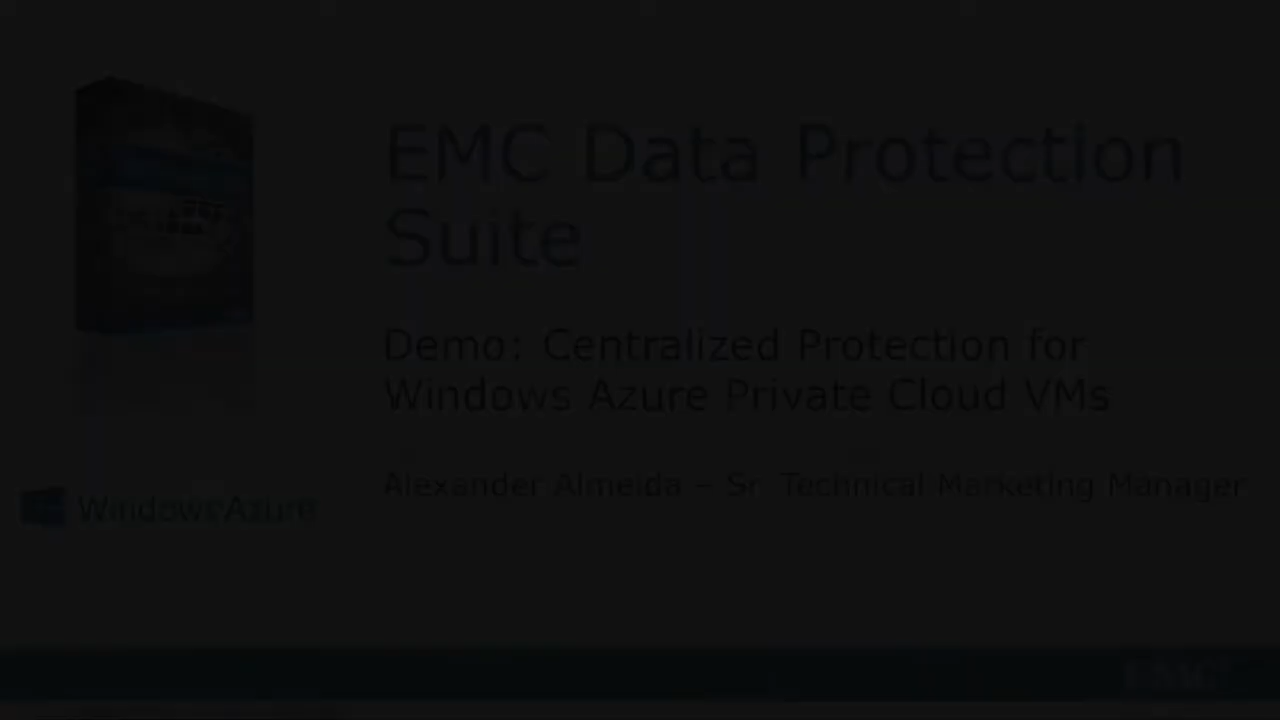 EMC Data Protection
Suite
Demo: Centralized Protection for
Windows Azure Private Cloud VMs
Alexander Almeida – Sr. Technical Marketing Manager
Windows Azure
EMC